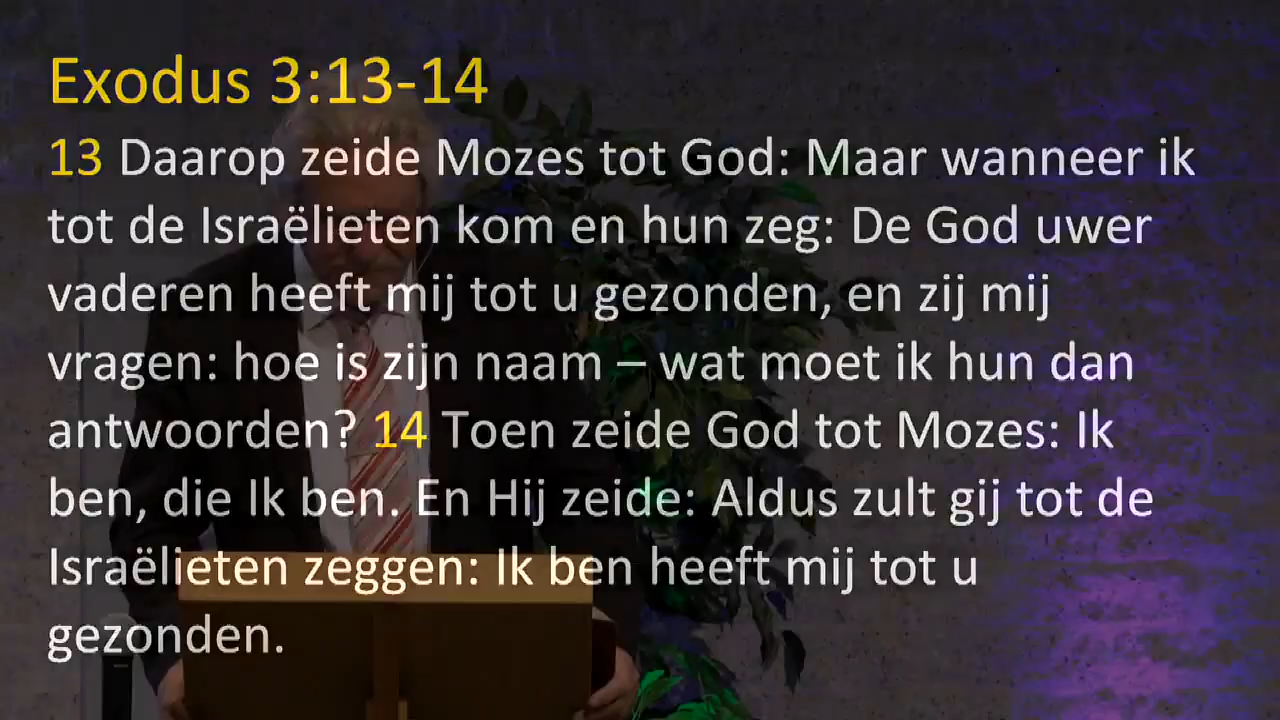 Exodus 3:13-14
13 Daarop zeide Mozes tot God: Maar wanneer ik
tot de Israëlieten kom en hun zeg: De God uwer
vaderen heeft mij tot u gezonden, en zij mij
vragen: hoe is zijn naam – wat moet ik hun dan
antwoorden? 14 Toen zeide God tot Mozes: Ik
ben, die Ik ben. En Hij zeide: Aldus zult gij tot de
Israëlieten zeggen: Ik ben heeft mij tot u
gezonden.